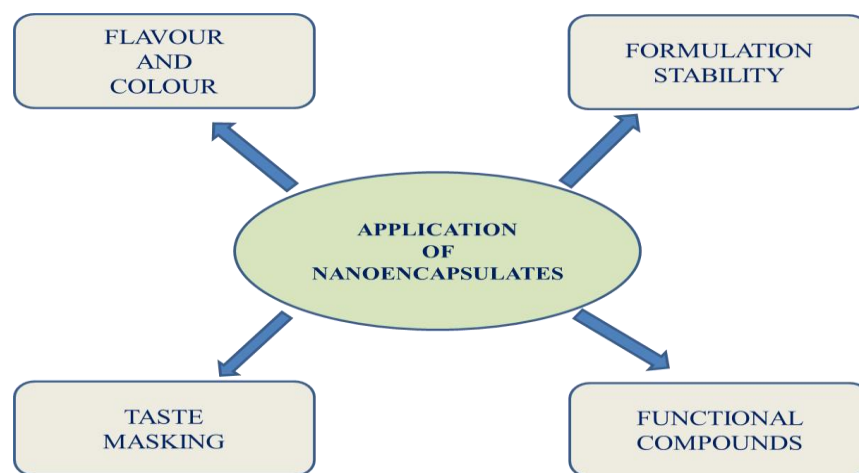 FLAVOUR
AND
COLOUR
FORMULATION
STABILITY
APPLICATION
OF
NANOENCAPSULATES
TASTE
MASKING
FUNCTIONAL
COMPOUNDS